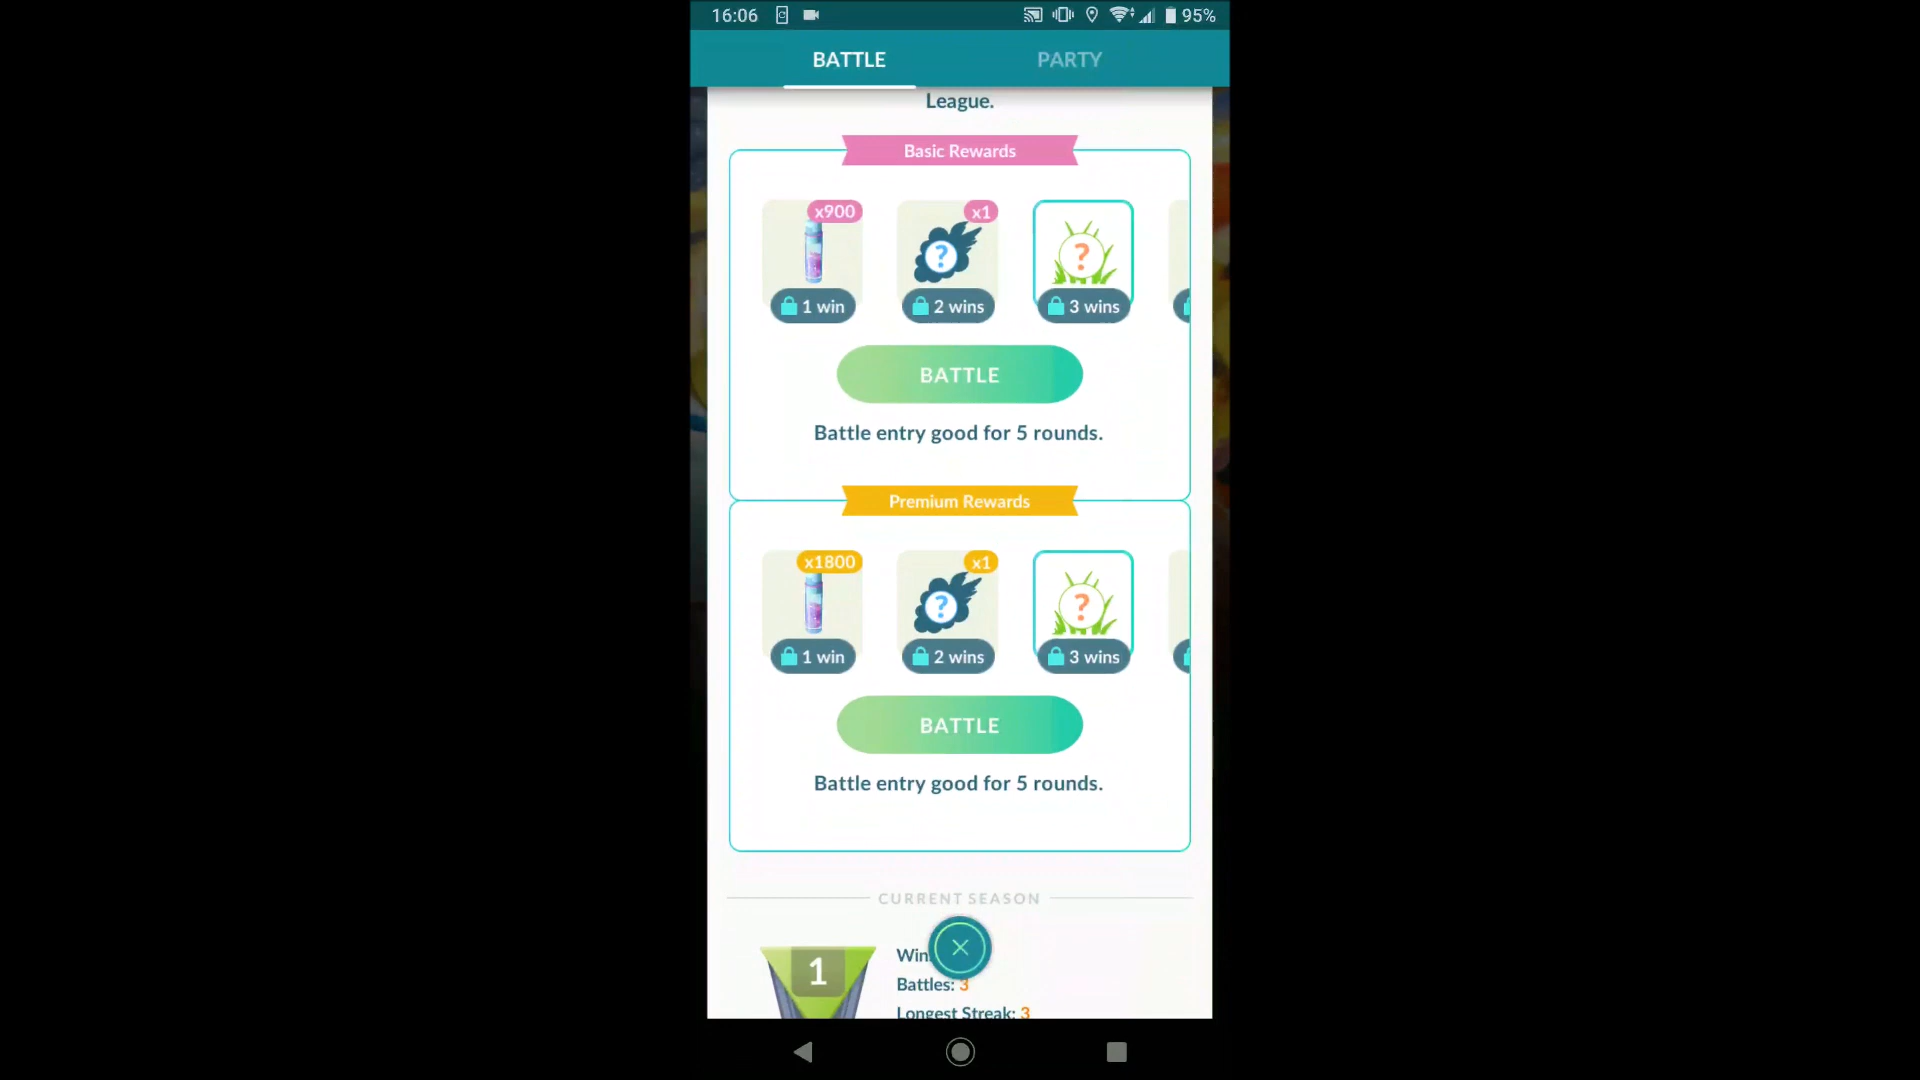 16:06
95%
BATTLE PARTY
League.
Basic Rewards
x900 x1
? ?
1 win 2 wins 3 wins
BATTLE
Battle entry good for 5 rounds.
Premium Rewards
x1800 x1
? ?
1 win 2 wins 3 wins
BATTLE
Battle entry good for 5 rounds.
CURRENT SEASON
1
Battles: 3
Longest Streak: 3